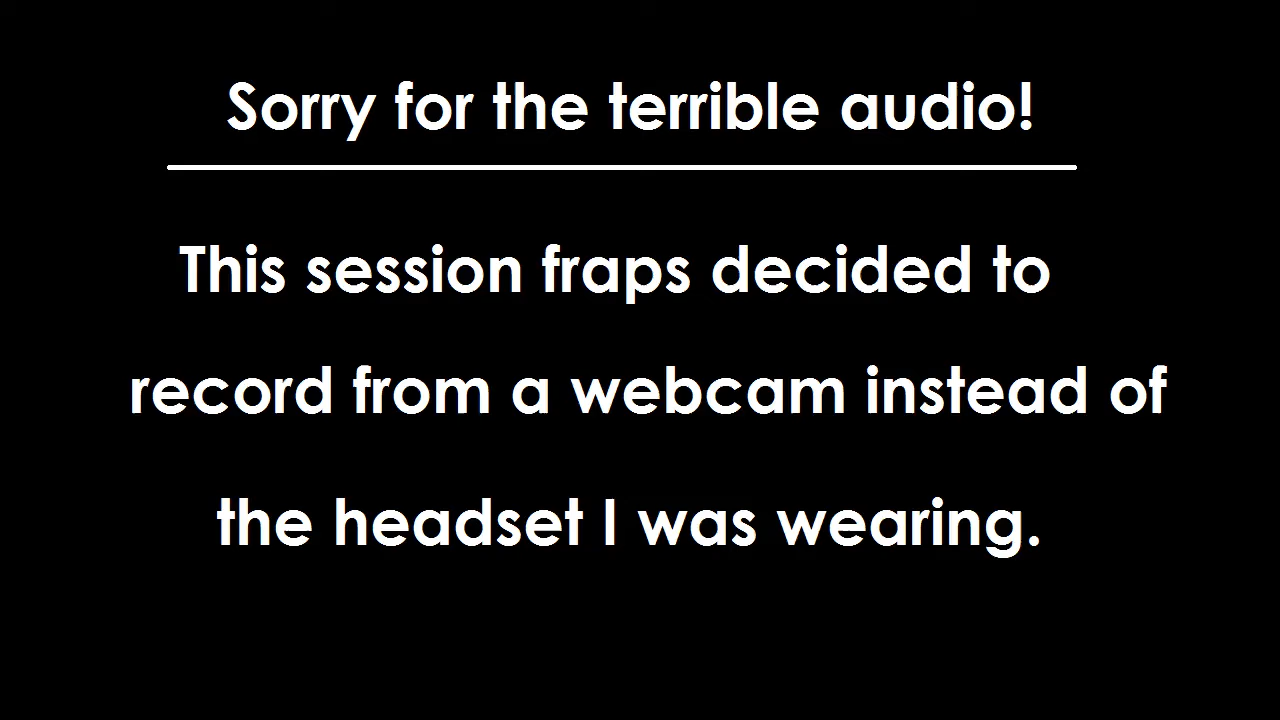 Sorry for the terrible audio!
This session fraps decided to
record from a webcam instead of
the headset I was wearing.